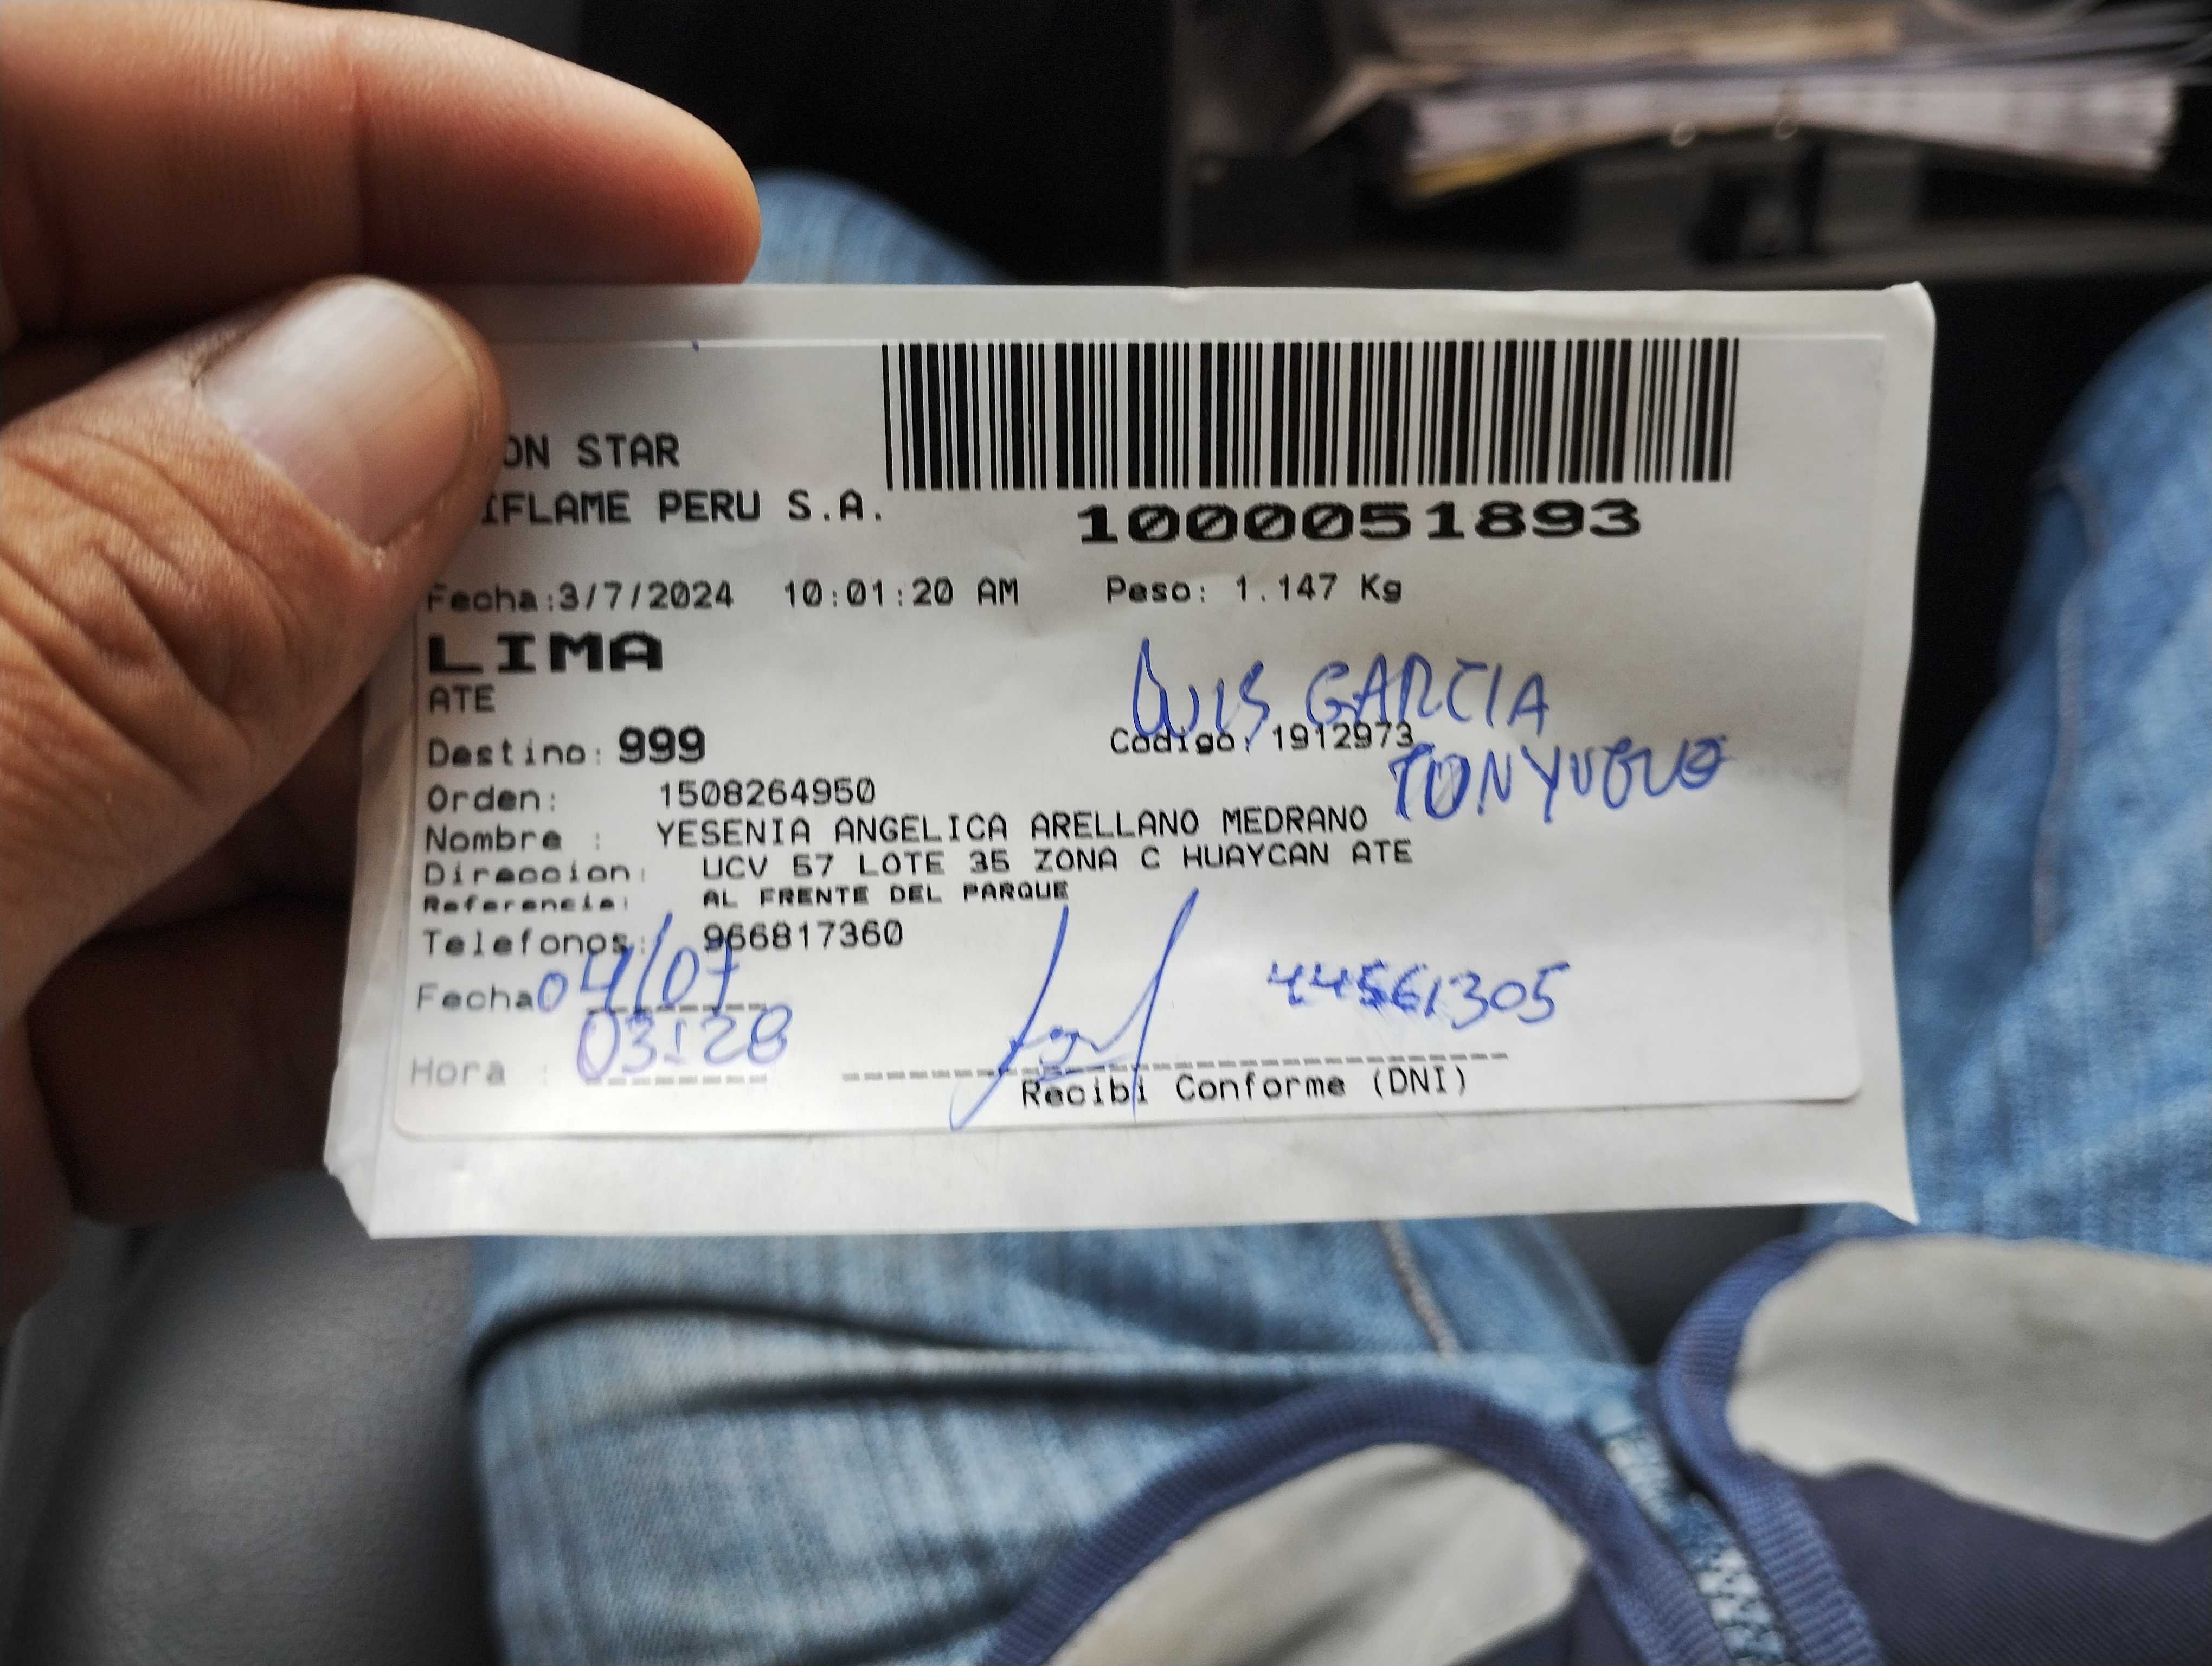 ON STAR
IFLAME PERU S.A.
1000051893
Fecha:3/7/2024 10:01:20 AM Peso: 1.147 Kg
LIMA
ATE
LUIS GARCIA
Destino: 999 Codigo: 1912973
Orden: 1508264950
Nombre : YESENIA ANGELICA ARELLANO MEDRANO
Direccion: UCV 57 LOTE 35 ZONA C HUAYCAN ATE
Referencia: AL FRENTE DEL PARQUE
Telefonos: 966817360
Fecha 04/07
44561305
Hora : 03:28
Recibi Conforme (DNI)